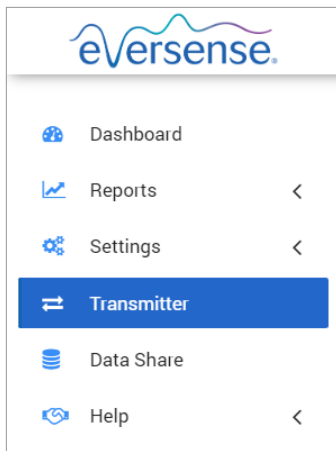 eversense.
Dashboard
Reports
Settings
Transmitter
Data Share
Help